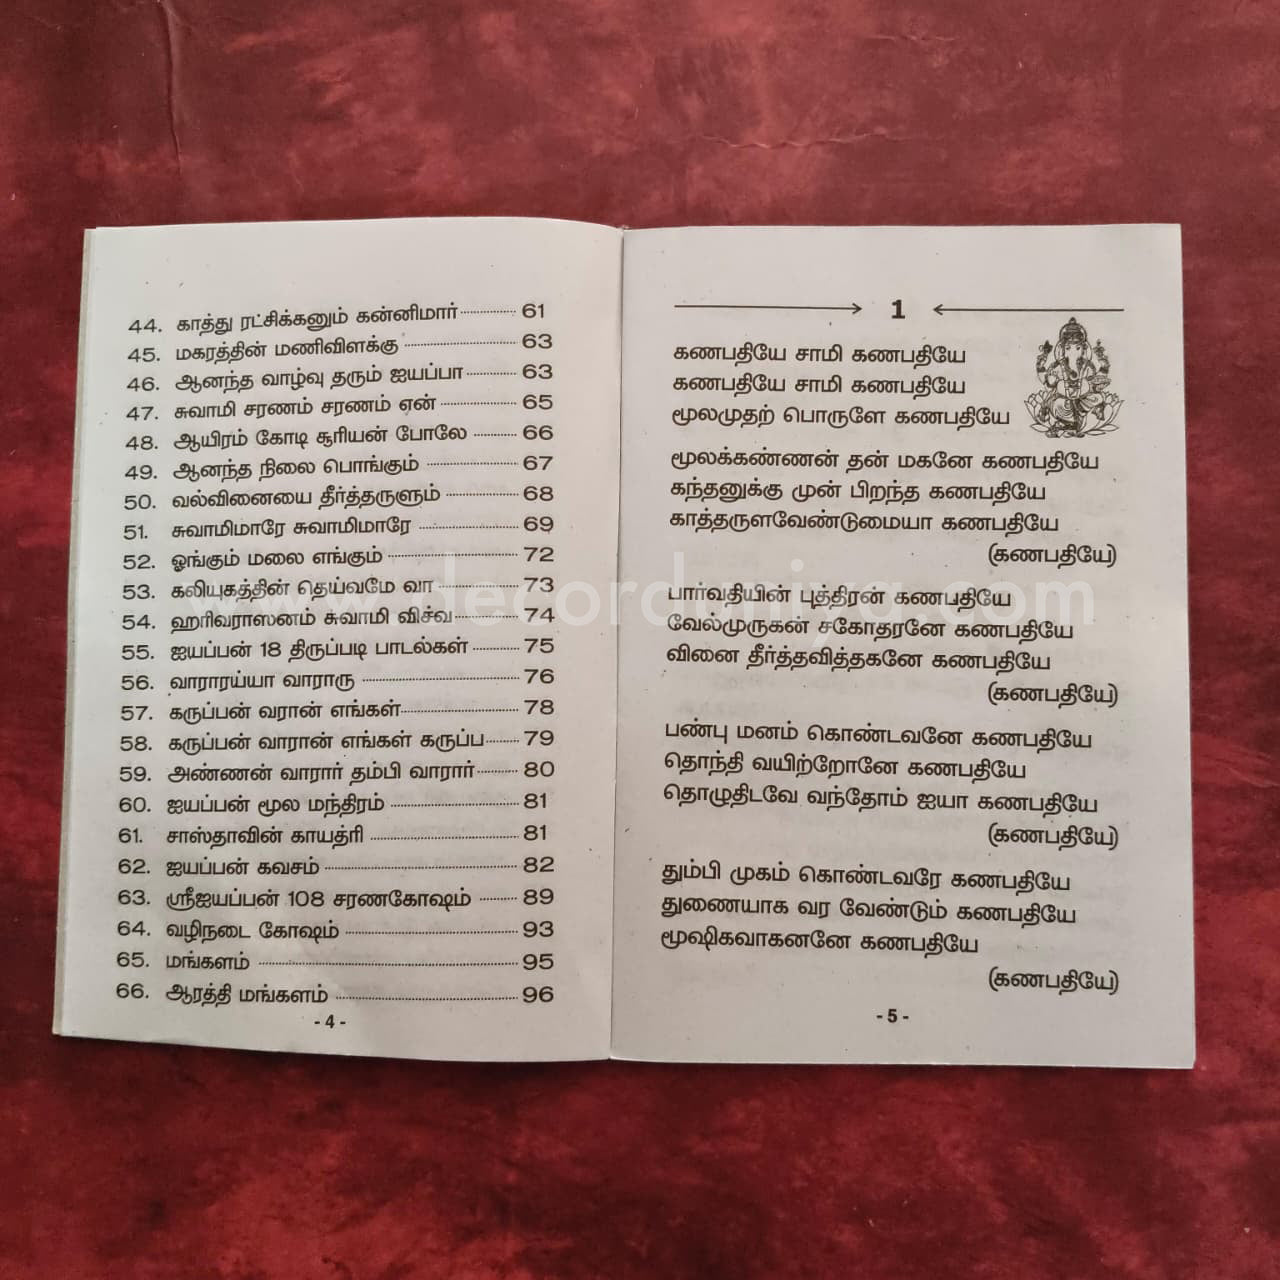 44. காத்து ரட்சிக்கனும் கன்னிமார் 61
45. மகரத்தின் மணிவிளக்கு 63
46. ஆனந்த வாழ்வு தரும் ஐயப்பா 63
47. சுவாமி சரணம் சரணம் ஏன் 65
48. ஆயிரம் கோடி சூரியன் போலே 66
49. ஆனந்த நிலை பொங்கும் 67
50. வல்வினையை தீர்த்தருளும் 68
51. சுவாமிமாரே சுவாமிமாரே 69
52. ஓங்கும் மலை எங்கும் 72
53. கலியுகத்தின் தெய்வமே வா 73
54. ஹரிவராஸனம் சுவாமி விச்வ 74
55. ஐயப்பன் 18 திருப்படி பாடல்கள் 75
56. வாராரய்யா வாராரு 76
57. கருப்பன் வரான் எங்கள் 78
58. கருப்பன் வாரான் எங்கள் கருப்ப 79
59. அண்ணன் வாரார் தம்பி வாரார் 80
60. ஐயப்பன் மூல மந்திரம் 81
61. சாஸ்தாவின் காயத்ரி 81
62. ஐயப்பன் கவசம் 82
63. ஸ்ரீஐயப்பன் 108 சரணகோஷம் 89
64. வழிநடை கோஷம் 93
65. மங்களம் 95
66. ஆரத்தி மங்களம் 96
- 4 -
1
கணபதியே சாமி கணபதியே
கணபதியே சாமி கணபதியே
மூலமுதற் பொருளே கணபதியே
மூலக்கண்ணன் தன் மகனே கணபதியே
கந்தனுக்கு முன் பிறந்த கணபதியே
காத்தருளவேண்டுமையா கணபதியே
(கணபதியே)
பார்வதியின் புத்திரன் கணபதியே
வேல்முருகன் சகோதரனே கணபதியே
வினை தீர்த்தவித்தகனே கணபதியே
(கணபதியே)
பண்பு மனம் கொண்டவனே கணபதியே
தொந்தி வயிற்றோனே கணபதியே
தொழுதிடவே வந்தோம் ஐயா கணபதியே
(கணபதியே)
தும்பி முகம் கொண்டவரே கணபதியே
துணையாக வர வேண்டும் கணபதியே
மூஷிகவாகனனே கணபதியே
(கணபதியே)
- 5 -
www.decorduniya.com